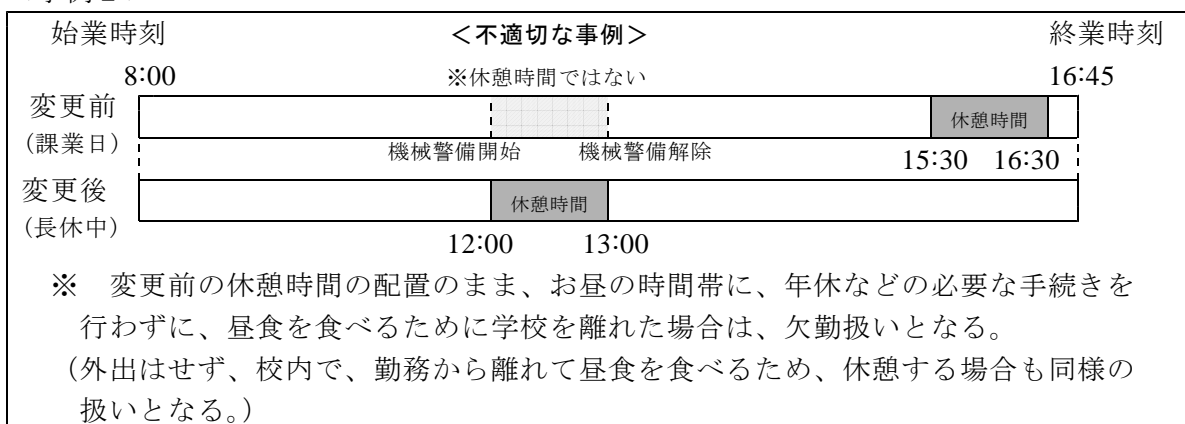 始業時刻 <不適切な事例> 終業時刻
8:00 ※休憩時間ではない 16:45
変更前 休憩時間
(課業日) 機械警備開始 機械警備解除 15:30 16:30
変更後 休憩時間
(長休中) 12:00 13:00
※ 変更前の休憩時間の配置のまま、お昼の時間帯に、年休などの必要な手続きを
行わずに、昼食を食べるために学校を離れた場合は、欠勤扱いとなる。
(外出はせず、校内で、勤務から離れて昼食を食べるため、休憩する場合も同様の
扱いとなる。)